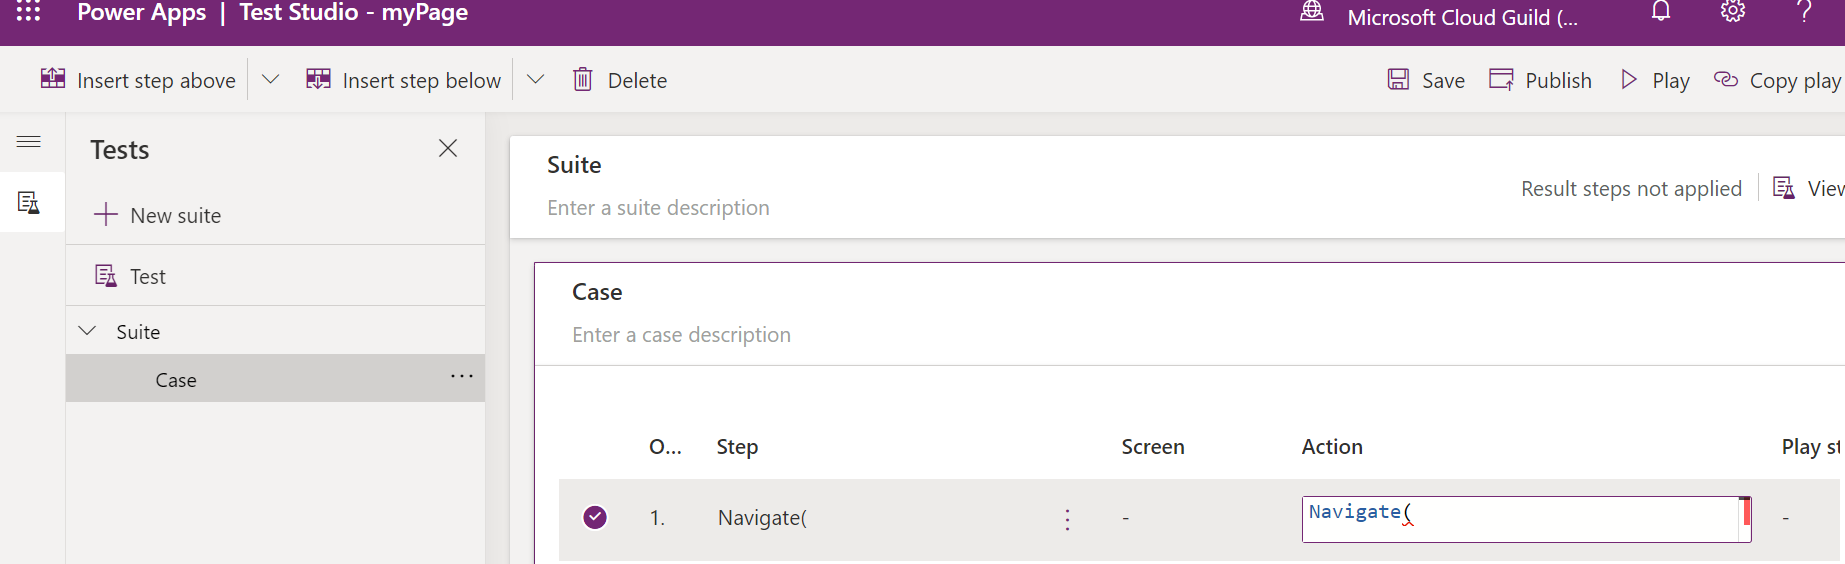 Power Apps | Test Studio - myPage
Microsoft Cloud Guild (...
?
Insert step above
Insert step below
Delete
Save
Publish
Play
Copy play
Tests
New suite
Test
Suite
Case
...
Suite
Enter a suite description
Result steps not applied
View
Case
Enter a case description
O...
Step
Screen
Action
Play st
1.
Navigate(
-
Navigate(
-